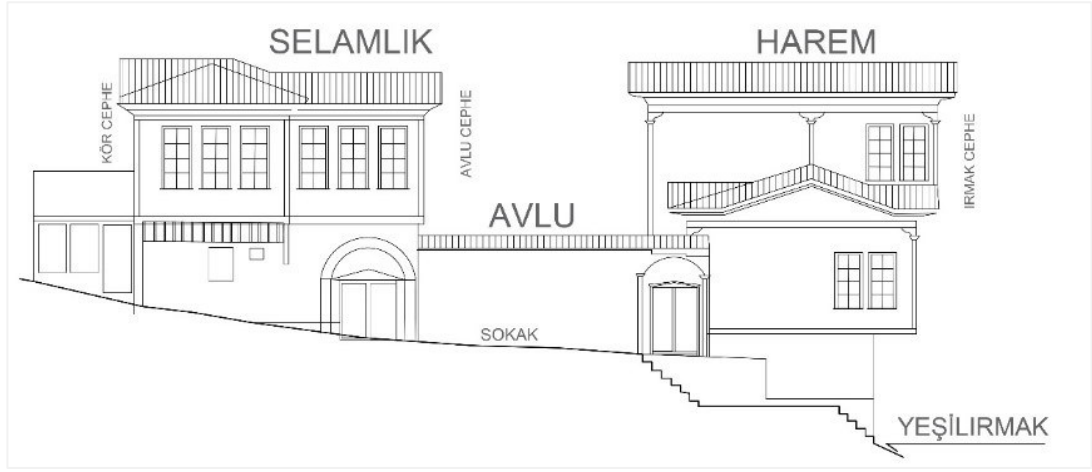 SELAMLIK
HAREM
KÖR CEPHE
AVLU CEPHE
IRMAK CEPHE
AVLU
SOKAK
YEŞİLIRMAK